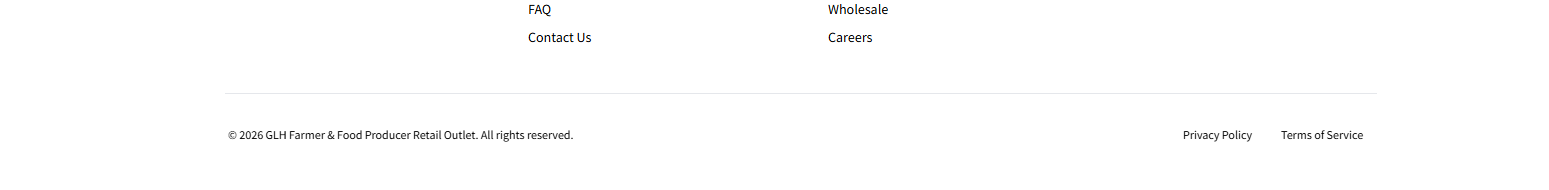 FAQ
Wholesale
Contact Us
Careers
© 2026 GLH Farmer & Food Producer Retail Outlet. All rights reserved.
Privacy Policy
Terms of Service